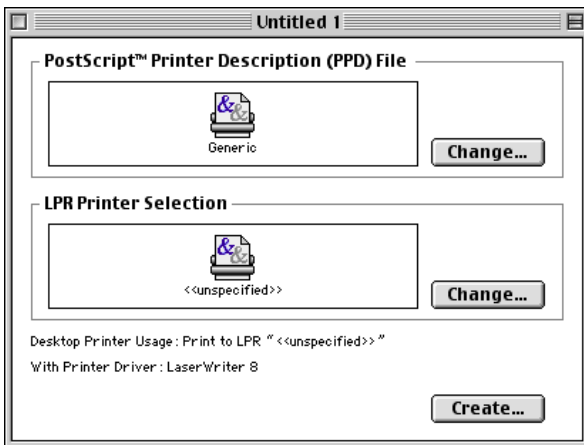 Untitled 1
PostScript™ Printer Description (PPD) File
&&
Generic
Change...
LPR Printer Selection
&&
<<unspecified>>
Change...
Desktop Printer Usage : Print to LPR “<<unspecified>>”
With Printer Driver : LaserWriter 8
Create...